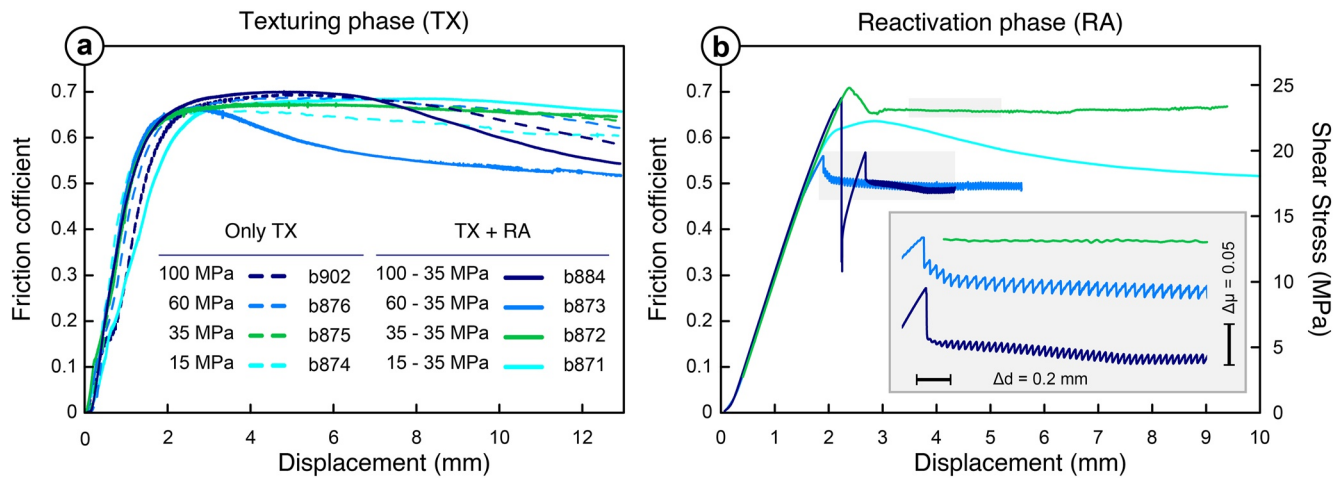 Texturing phase (TX)
a
Friction cofficient
0.7
0.6
0.5
0.4
0.3
0.2
0.1
0
Only TX TX + RA
100 MPa b902 100 - 35 MPa b884
60 MPa b876 60 - 35 MPa b873
35 MPa b875 35 - 35 MPa b872
15 MPa b874 15 - 35 MPa b871
0 2 4 6 8 10 12
Displacement (mm)
Reactivation phase (RA)
b
Friction cofficient
0.7
0.6
0.5
0.4
0.3
0.2
0.1
0
Δd = 0.2 mm
Δμ = 0.05
25
20
15
10
5
0
Shear Stress (MPa)
0 1 2 3 4 5 6 7 8 9 10
Displacement (mm)